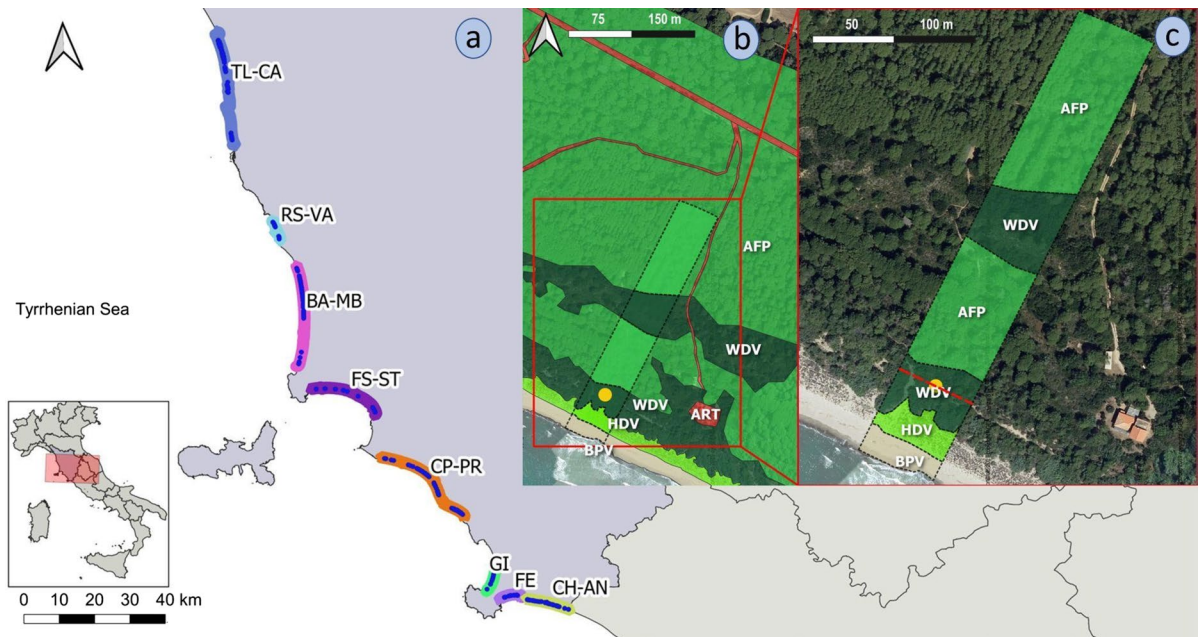 a
TL-CA
RS-VA
BA-MB
Tyrrhenian Sea
FS-ST
CP-PR
GI
FE
CH-AN
0 10 20 30 40 km
75 150 m
b
AFP
WDV
WDV
ART
HDV
BPV
50 100 m
c
AFP
WDV
AFP
WDV
HDV
BPV